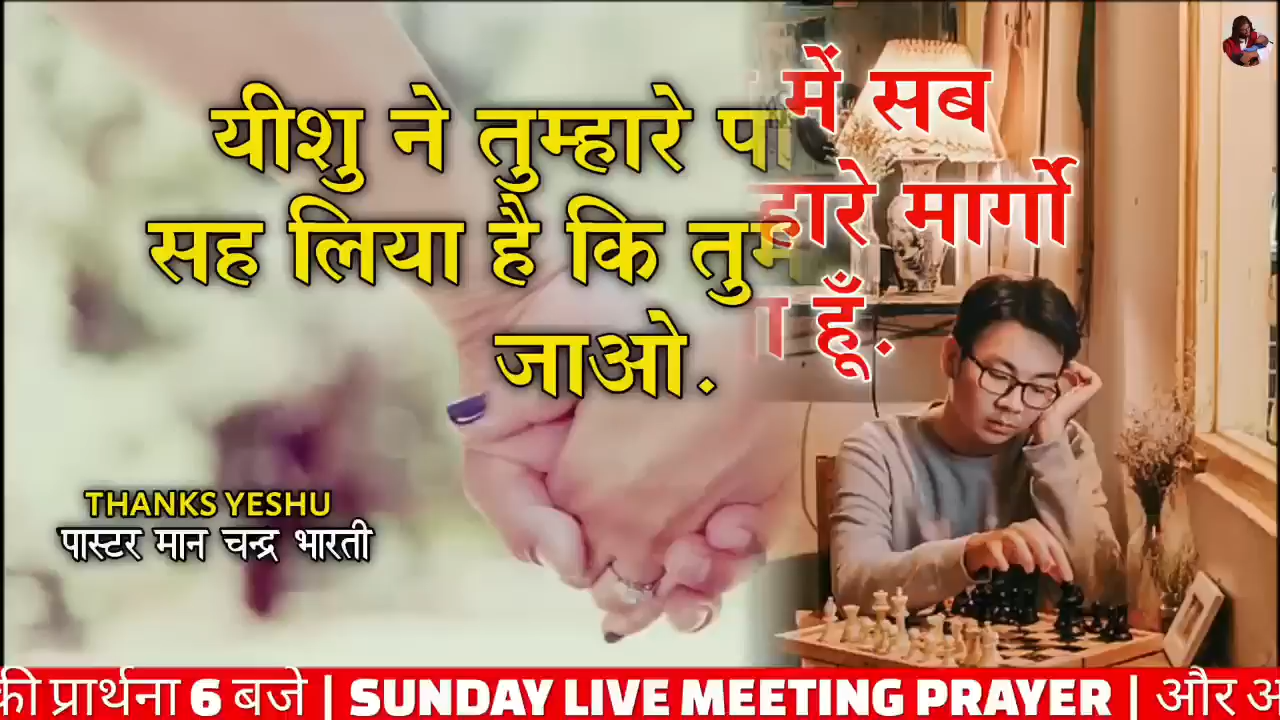 यीशु ने तुम्हारे
सह लिया है कि
जाओ.
में सब
मार्गो
हूँ.
THANKS YESHU
पास्टर मान चन्द्र भारती
की प्रार्थना 6 बजे | SUNDAY LIVE MEETING PRAYER | और